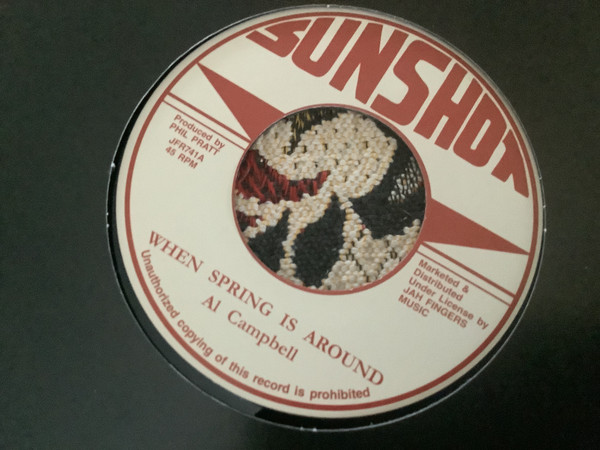 SUNSHOT
Produced by
PHIL PRATT
JFR741A
45 RPM
Marketed &
Distributed
Under License by
JAH FINGERS
MUSIC
WHEN SPRING IS AROUND
Al Campbell
Unauthorized copying of this record is prohibited